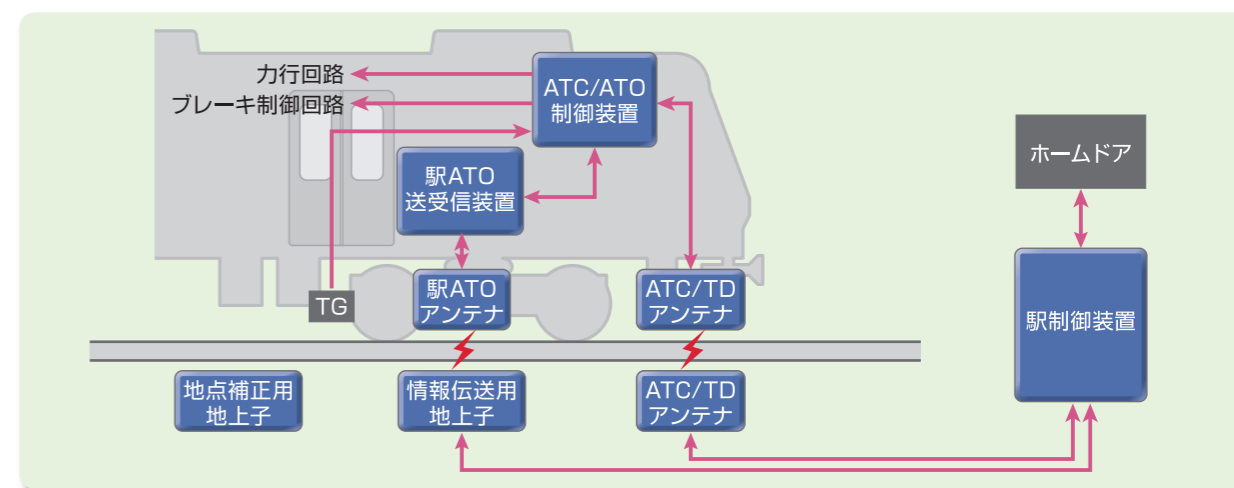 力行回路
ブレーキ制御回路
ATC/ATO
制御装置
駅ATO
送受信装置
ホームドア
TG
駅ATO
アンテナ
ATC/TD
アンテナ
駅制御装置
地点補正用
地上子
情報伝送用
地上子
ATC/TD
アンテナ